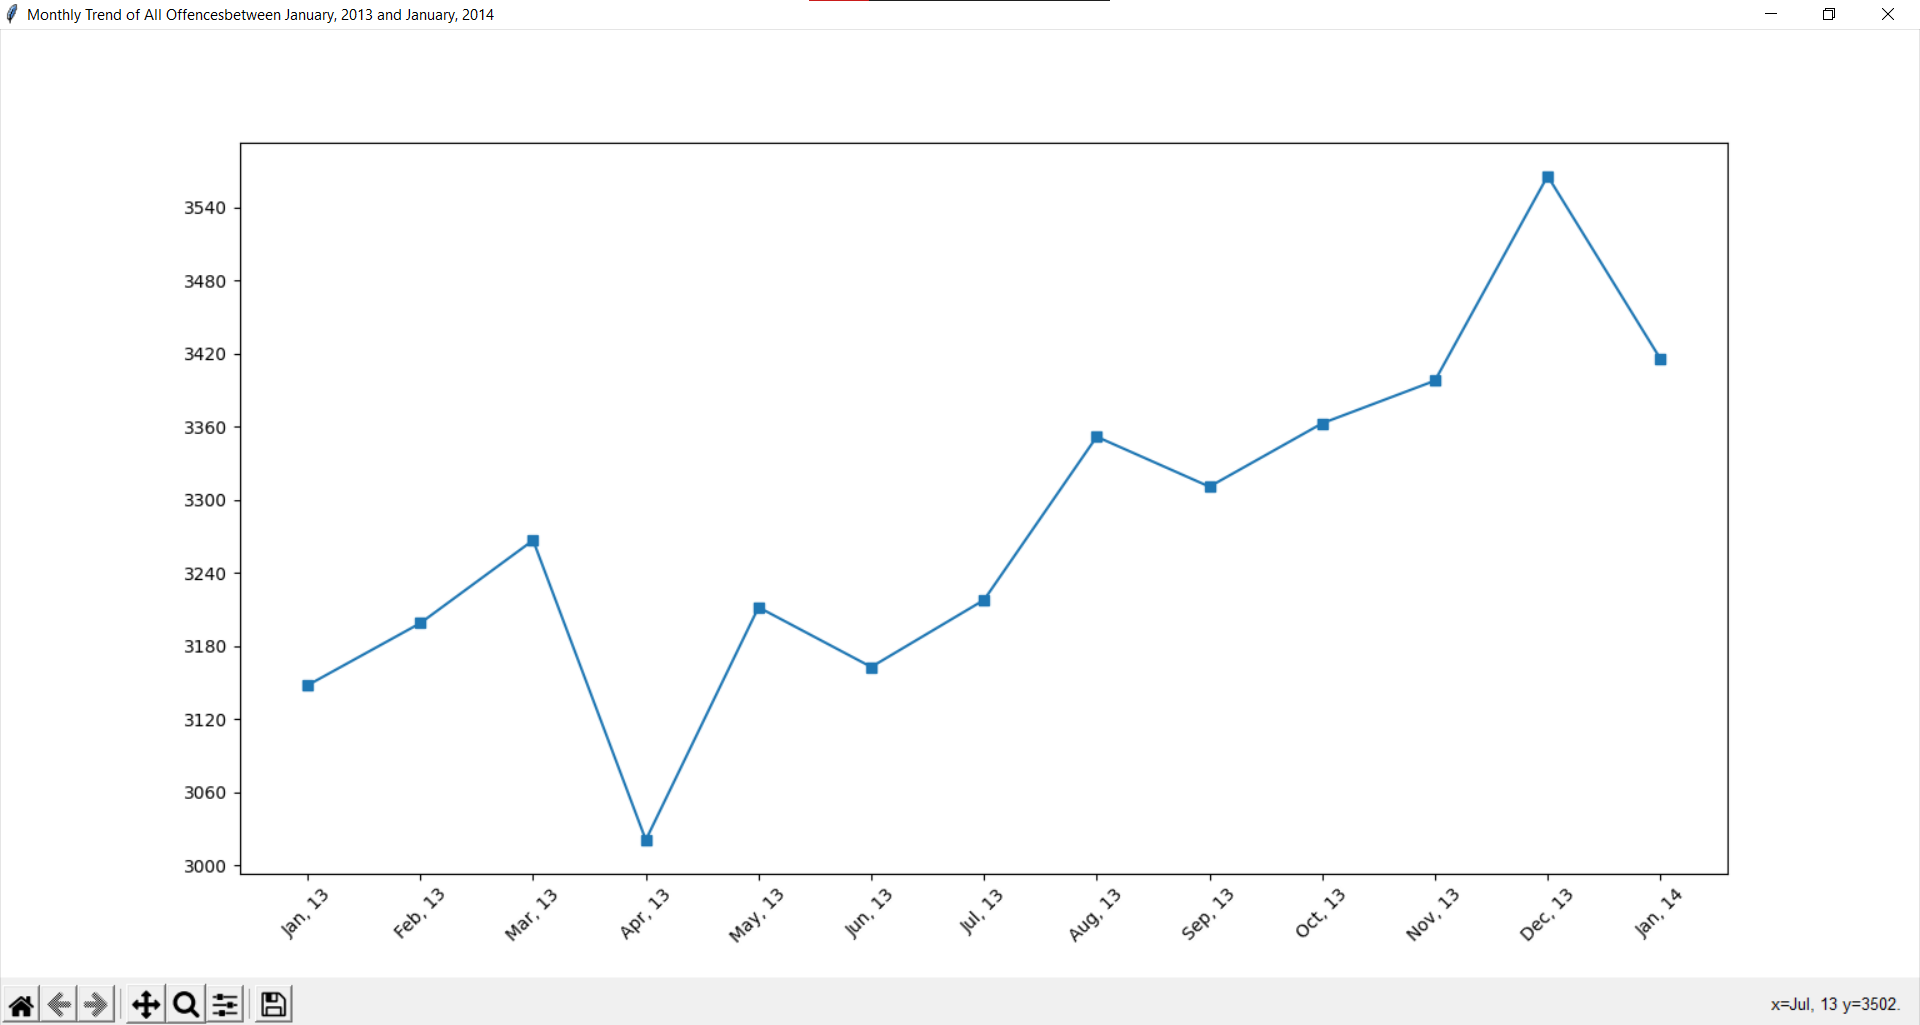 Monthly Trend of All Offencesbetween January, 2013 and January, 2014
3540
3480
3420
3360
3300
3240
3180
3120
3060
3000
Jan, 13
Feb, 13
Mar, 13
Apr, 13
May, 13
Jun, 13
Jul, 13
Aug, 13
Sep, 13
Oct, 13
Nov, 13
Dec, 13
Jan, 14
x=Jul, 13 y=3502.